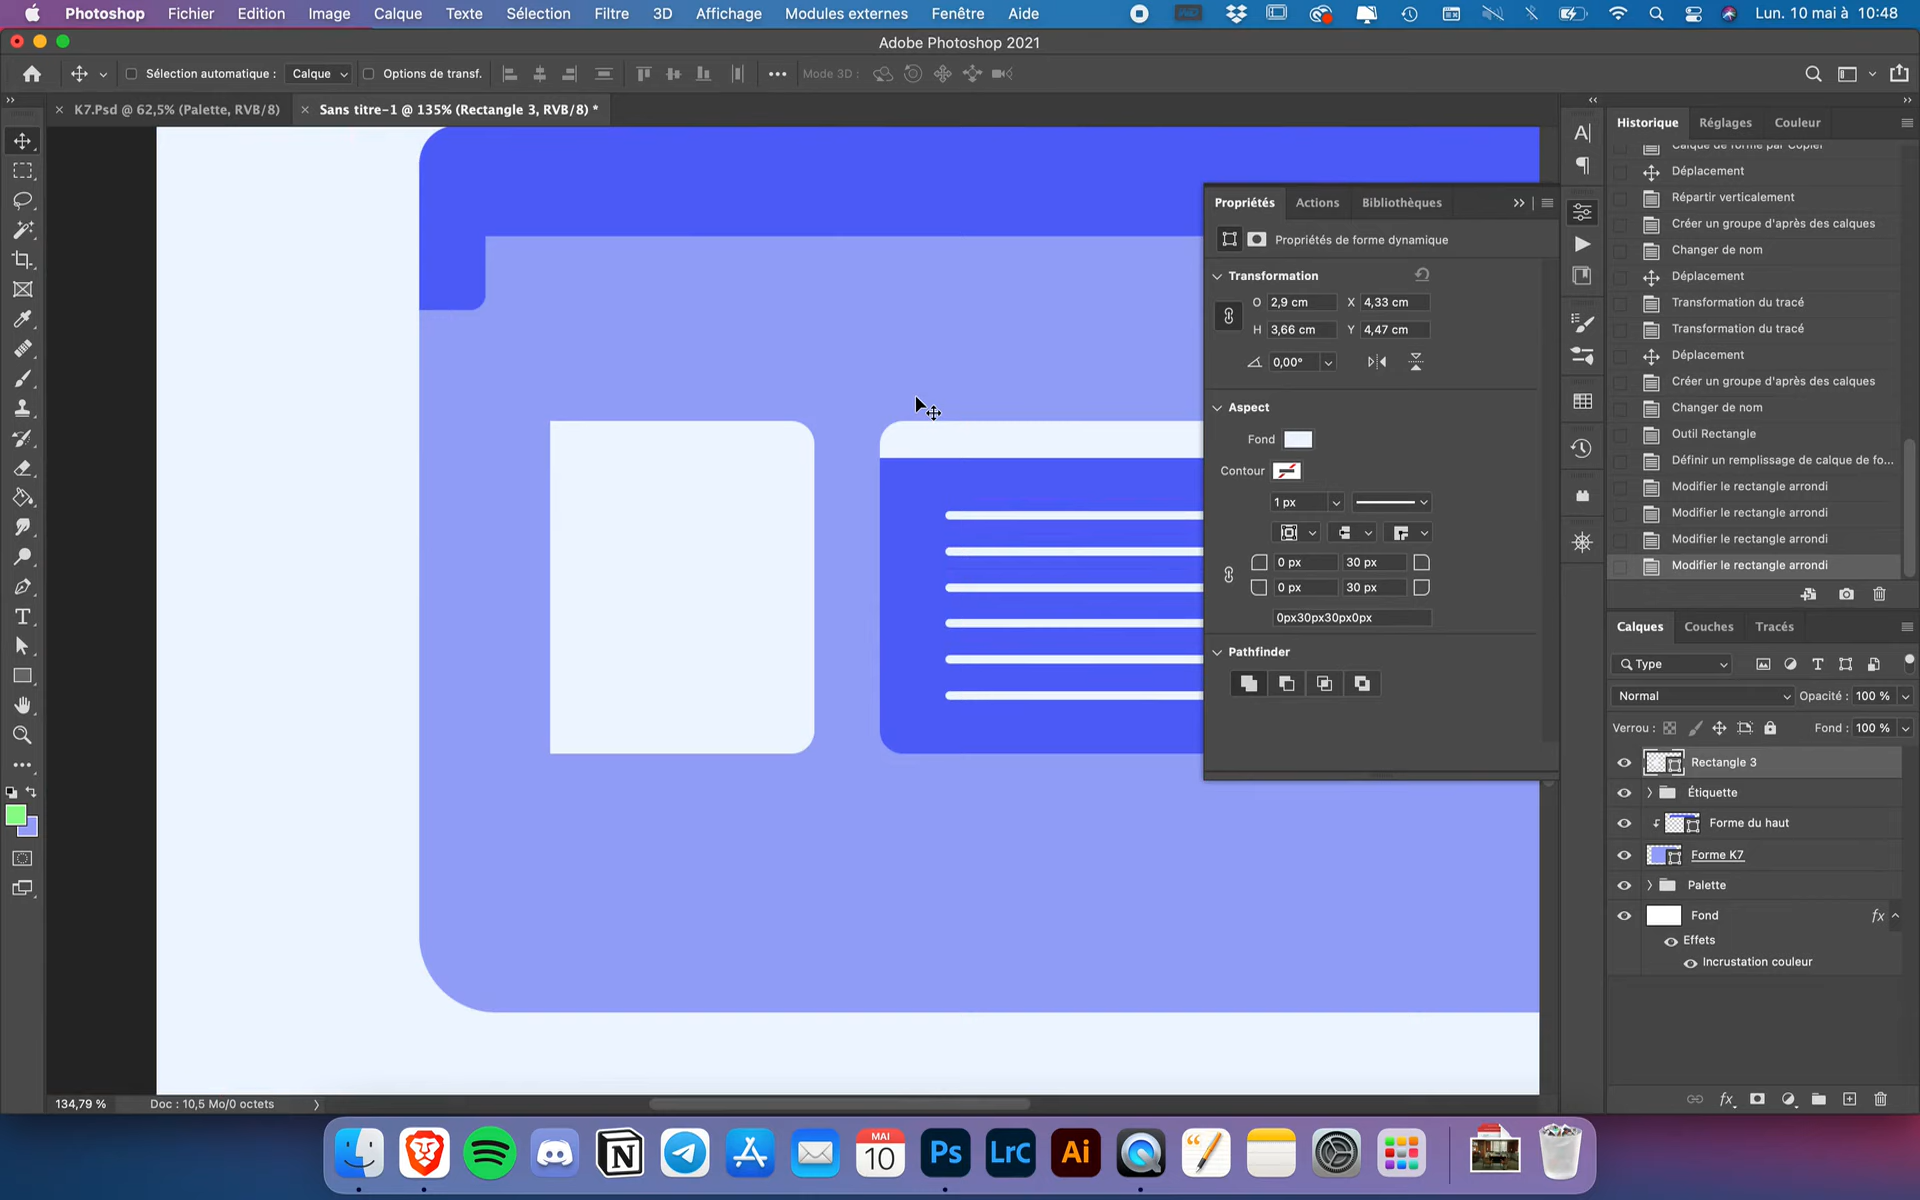 Photoshop Fichier Edition Image Calque Texte Sélection Filtre 3D Affichage Modules externes Fenêtre Aide Lun. 10 mai à 10:48
Adobe Photoshop 2021
Sélection automatique : Calque Options de transf. Mode 3D :
K7.Psd @ 62,5% (Palette, RVB/8) Sans titre-1 @ 135% (Rectangle 3, RVB/8) *
Historique Réglages Couleur
Calque de forme par Copier
Déplacement
Répartir verticalement
Créer un groupe d'après des calques
Changer de nom
Déplacement
Transformation du tracé
Transformation du tracé
Déplacement
Créer un groupe d'après des calques
Changer de nom
Outil Rectangle
Définir un remplissage de calque de fo...
Modifier le rectangle arrondi
Modifier le rectangle arrondi
Modifier le rectangle arrondi
Modifier le rectangle arrondi
Propriétés Actions Bibliothèques
Propriétés de forme dynamique
Transformation
O 2,9 cm X 4,33 cm
H 3,66 cm Y 4,47 cm
0,00°
Aspect
Fond
Contour
1 px
0 px 30 px
0 px 30 px
0px30px30px0px
Pathfinder
Calques Couches Tracés
Type
Normal Opacité : 100 %
Verrou : Fond : 100 %
Rectangle 3
Étiquette
Forme du haut
Forme K7
Palette
Fond fx
Effets
Incrustation couleur
fx
134,79 % Doc : 10,5 Mo/0 octets
MAI
10
Ps LrC Ai